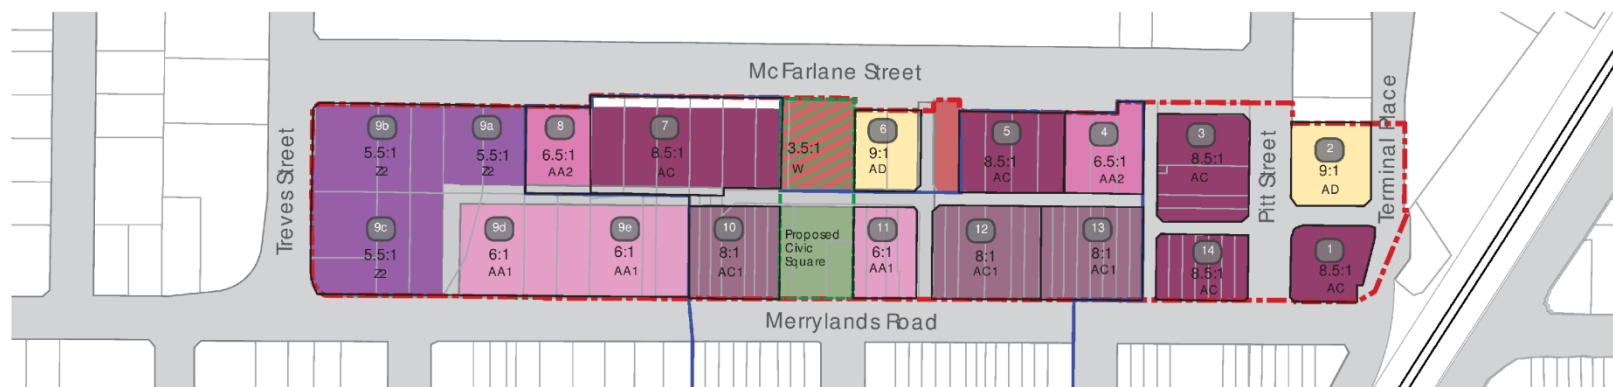 McFarlane Street
Treves Street
9b
5.5:1
Z2
9a
5.5:1
Z2
8
6.5:1
AA2
7
8.5:1
AC
3.5:1
W
6
9:1
AD
5
8.5:1
AC
4
6.5:1
AA2
3
8.5:1
AC
Pitt Street
2
9:1
AD
Terminal Place
9c
5.5:1
Z2
9d
6:1
AA1
9e
6:1
AA1
10
8:1
AC1
Proposed
Civic
Square
11
6:1
AA1
12
8:1
AC1
13
8:1
AC1
14
8.5:1
AC
1
8.5:1
AC
Merrylands Road